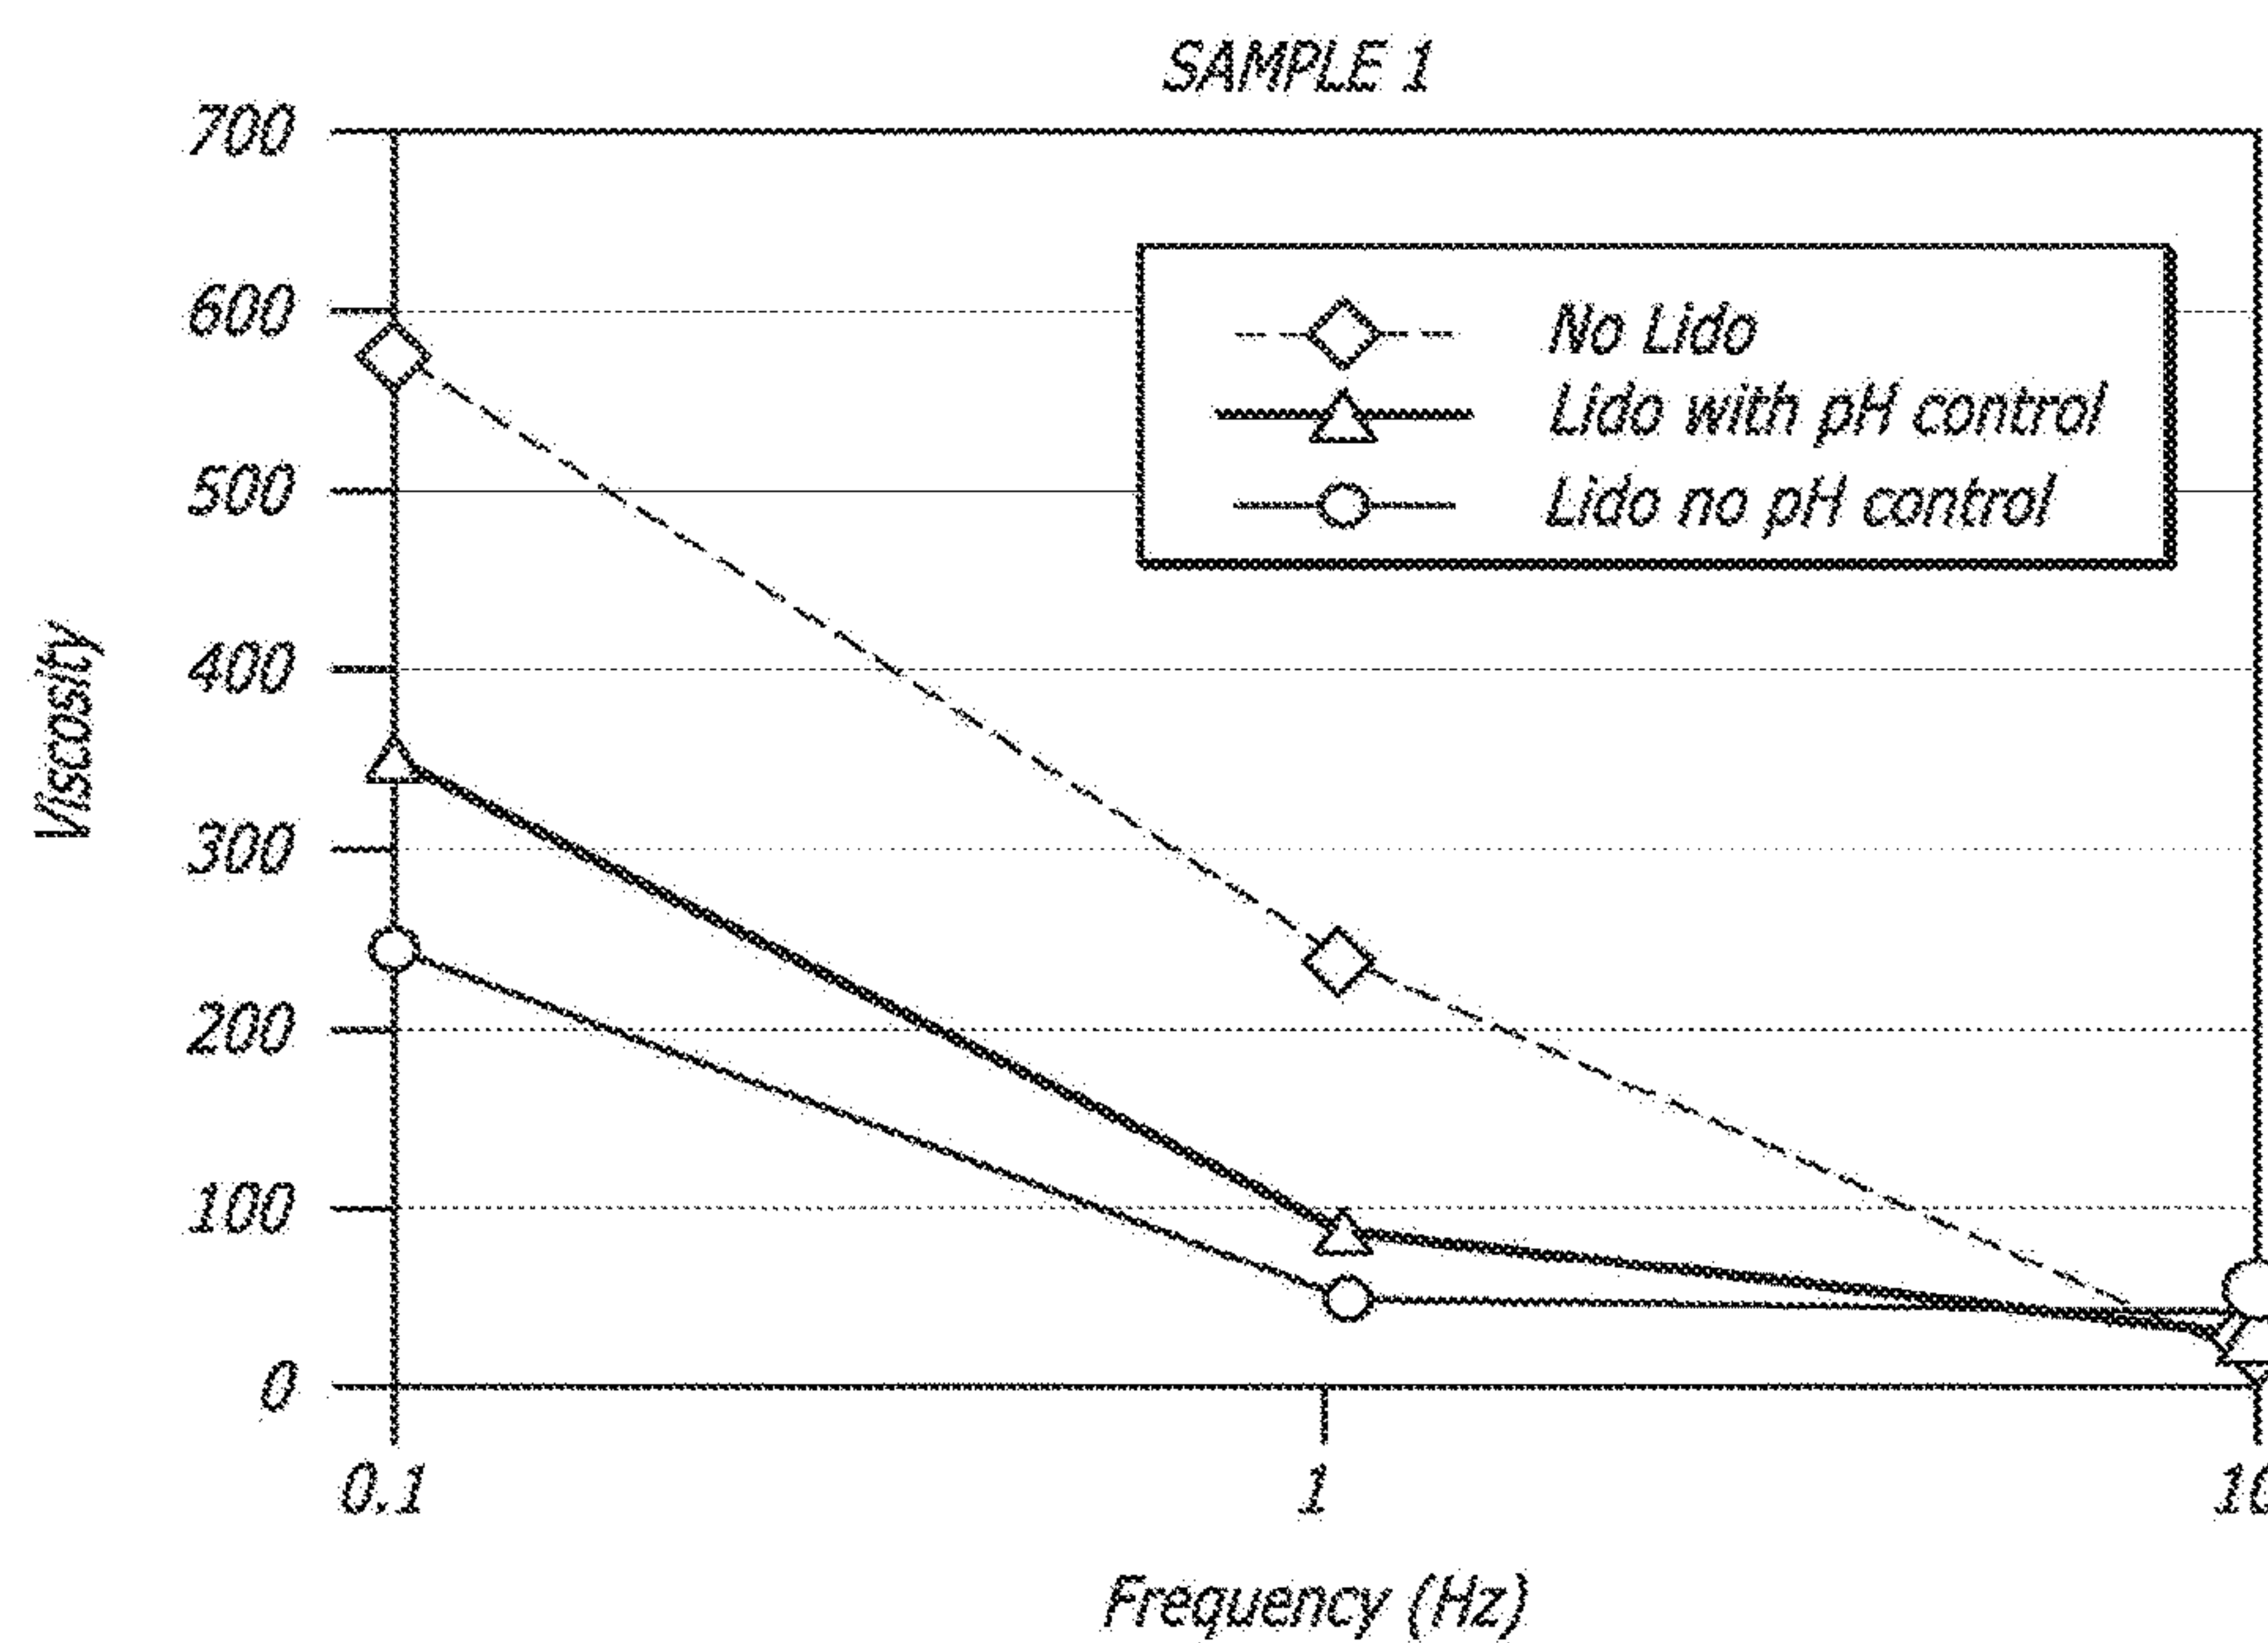 SAMPLE 1
700
600
500
400
300
200
100
0
Viscosity
No Lido
Lido with pH control
Lido no pH control
0.1 1 10
Frequency (Hz)